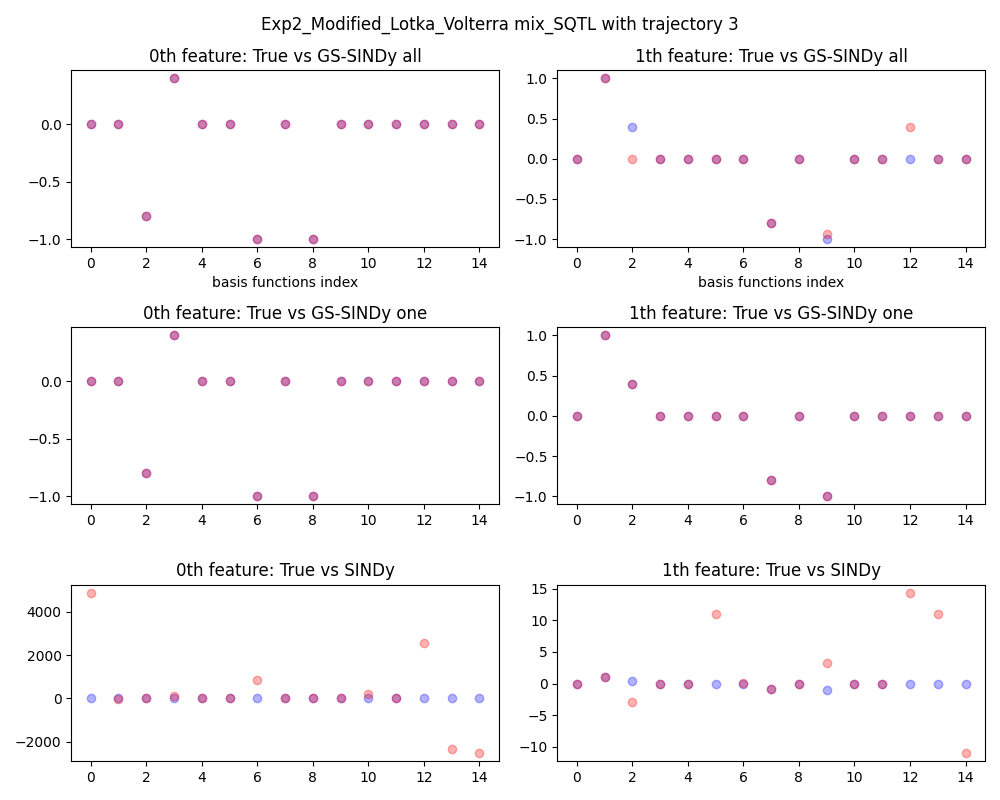 Exp2_Modified_Lotka_Volterra mix_SQTL with trajectory 3
0th feature: True vs GS-SINDy all
0.0
−0.5
−1.0
0 2 4 6 8 10 12 14
basis functions index
1th feature: True vs GS-SINDy all
1.0
0.5
0.0
−0.5
−1.0
0 2 4 6 8 10 12 14
basis functions index
0th feature: True vs GS-SINDy one
0.0
−0.5
−1.0
0 2 4 6 8 10 12 14
1th feature: True vs GS-SINDy one
1.0
0.5
0.0
−0.5
−1.0
0 2 4 6 8 10 12 14
0th feature: True vs SINDy
4000
2000
0
−2000
0 2 4 6 8 10 12 14
1th feature: True vs SINDy
15
10
5
0
−5
−10
0 2 4 6 8 10 12 14